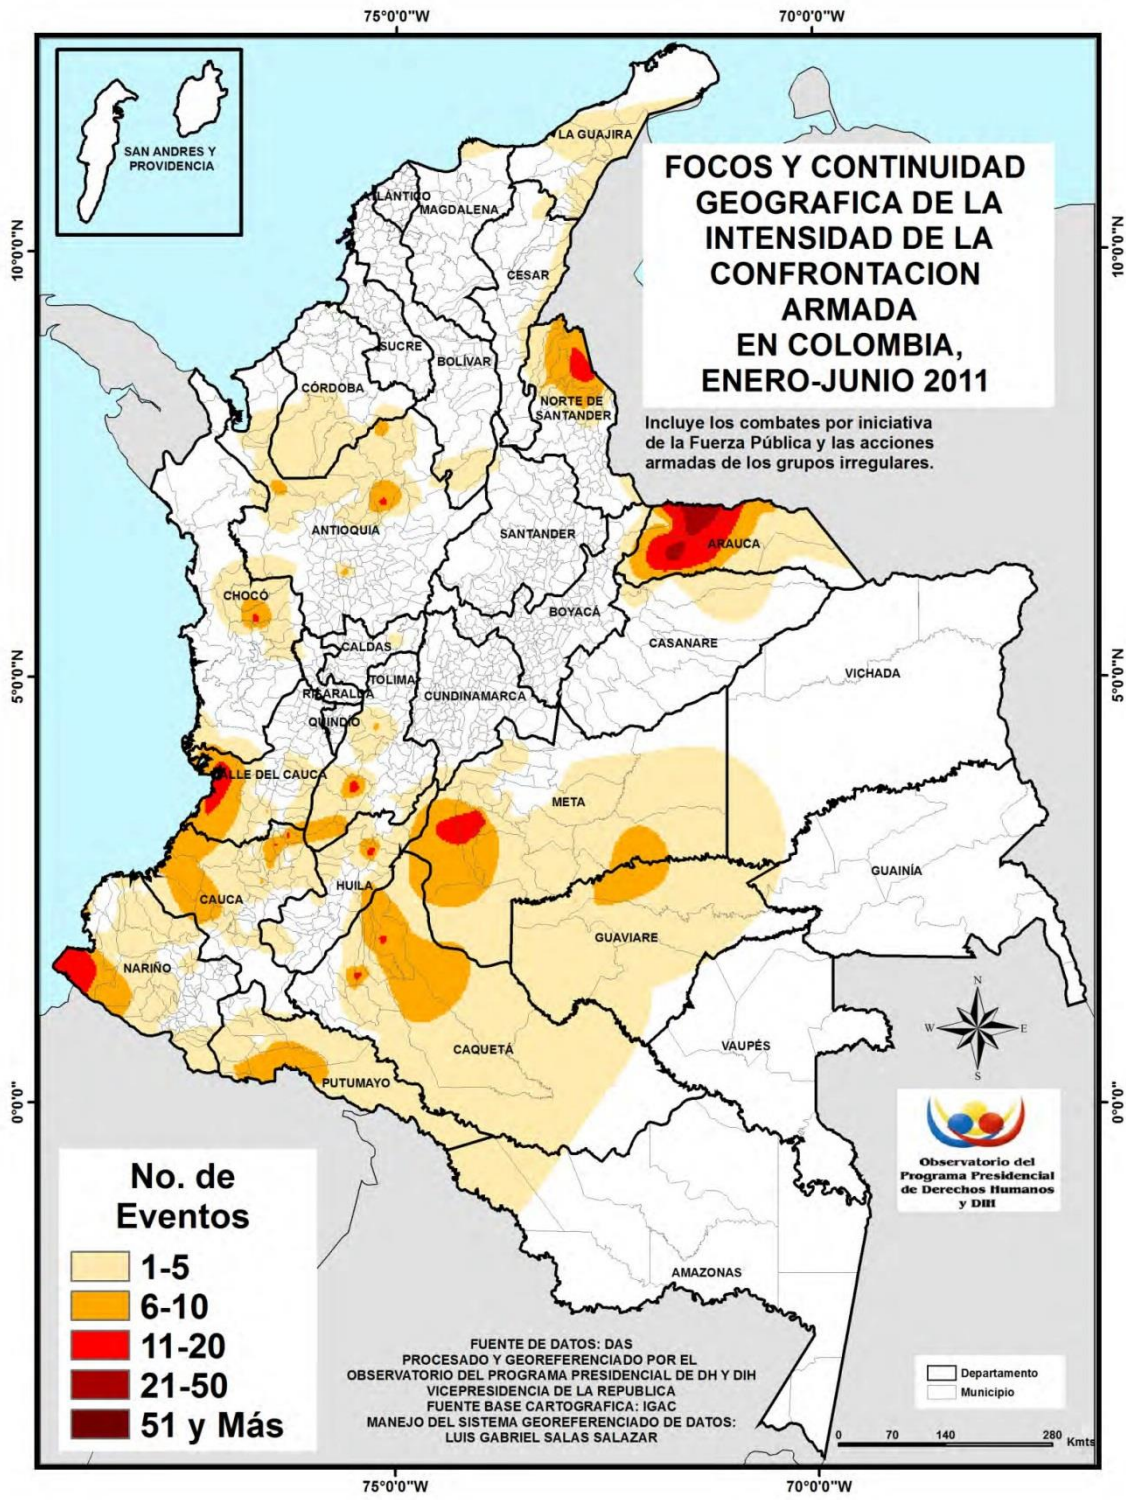 75°0'0"W
70°0'0"W
SAN ANDRES Y
PROVIDENCIA
FOCOS Y CONTINUIDAD
GEOGRAFICA DE LA
INTENSIDAD DE LA
CONFRONTACION
ARMADA
EN COLOMBIA,
ENERO-JUNIO 2011
Incluye los combates por iniciativa
de la Fuerza Pública y las acciones
armadas de los grupos irregulares.
10°0'0"N
10°0'0"N
LA GUAJIRA
ATLÁNTICO
MAGDALENA
CESAR
SUCRE
BOLÍVAR
CÓRDOBA
NORTE DE
SANTANDER
ANTIOQUIA
SANTANDER
ARAUCA
CHOCÓ
BOYACÁ
CALDAS
CASANARE
5°0'0"N
5°0'0"N
VICHADA
TOLIMA
RISARALDA
CUNDINAMARCA
QUINDÍO
ALLE DEL CAUCA
META
GUAINÍA
HUILA
CAUCA
GUAVIARE
NARIÑO
N
W
E
S
VAUPÉS
CAQUETÁ
PUTUMAYO
0°0'0"
0°0'0"
Observatorio del
Programa Presidencial
de Derechos Humanos
y DIH
No. de
Eventos
1-5
6-10
11-20
21-50
51 y Más
AMAZONAS
FUENTE DE DATOS: DAS
PROCESADO Y GEOREFERENCIADO POR EL
OBSERVATORIO DEL PROGRAMA PRESIDENCIAL DE DH Y DIH
VICEPRESIDENCIA DE LA REPUBLICA
FUENTE BASE CARTOGRAFICA: IGAC
MANEJO DEL SISTEMA GEOREFERENCIADO DE DATOS:
LUIS GABRIEL SALAS SALAZAR
Departamento
Municipio
0 70 140 280
Kmts
75°0'0"W
70°0'0"W